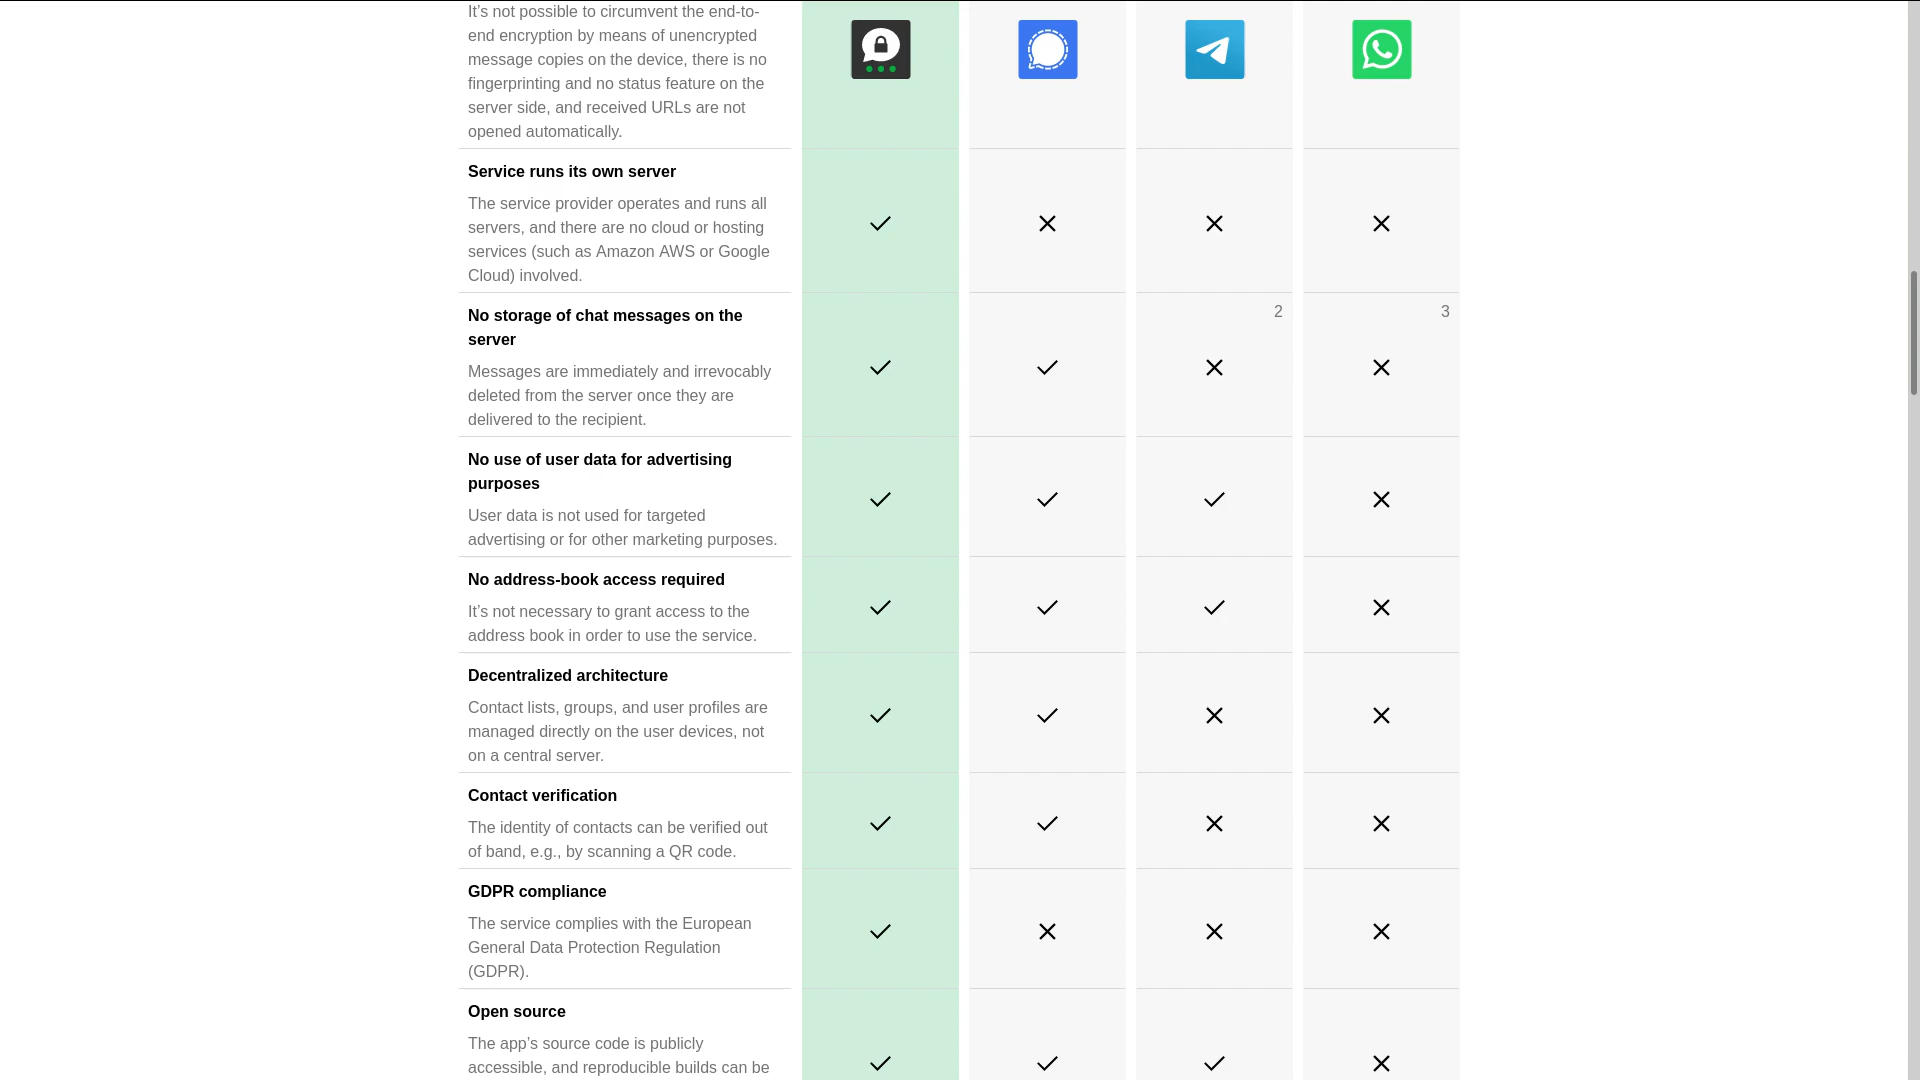 It’s not possible to circumvent the end-to-
end encryption by means of unencrypted
message copies on the device, there is no
fingerprinting and no status feature on the
server side, and received URLs are not
opened automatically.
Service runs its own server
The service provider operates and runs all
servers, and there are no cloud or hosting
services (such as Amazon AWS or Google
Cloud) involved.
No storage of chat messages on the
server
2
3
Messages are immediately and irrevocably
deleted from the server once they are
delivered to the recipient.
No use of user data for advertising
purposes
User data is not used for targeted
advertising or for other marketing purposes.
No address-book access required
It’s not necessary to grant access to the
address book in order to use the service.
Decentralized architecture
Contact lists, groups, and user profiles are
managed directly on the user devices, not
on a central server.
Contact verification
The identity of contacts can be verified out
of band, e.g., by scanning a QR code.
GDPR compliance
The service complies with the European
General Data Protection Regulation
(GDPR).
Open source
The app’s source code is publicly
accessible, and reproducible builds can be